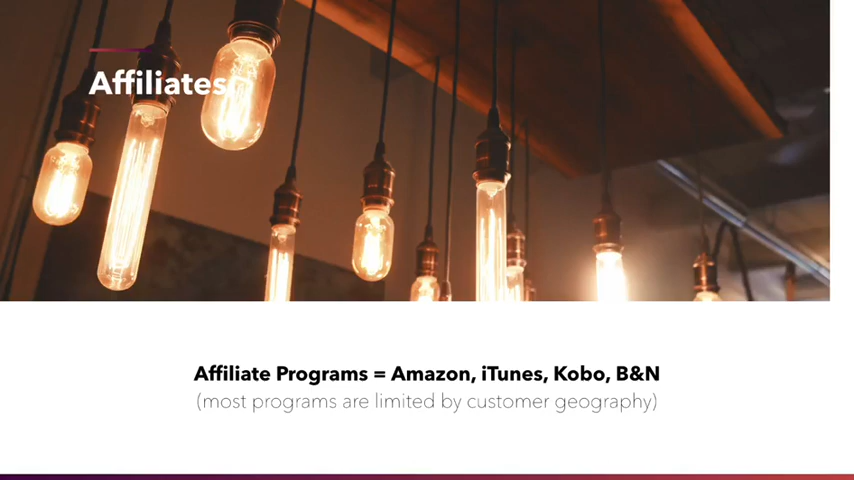 Affiliates
Affiliate Programs = Amazon, iTunes, Kobo, B&N
(most programs are limited by customer geography)